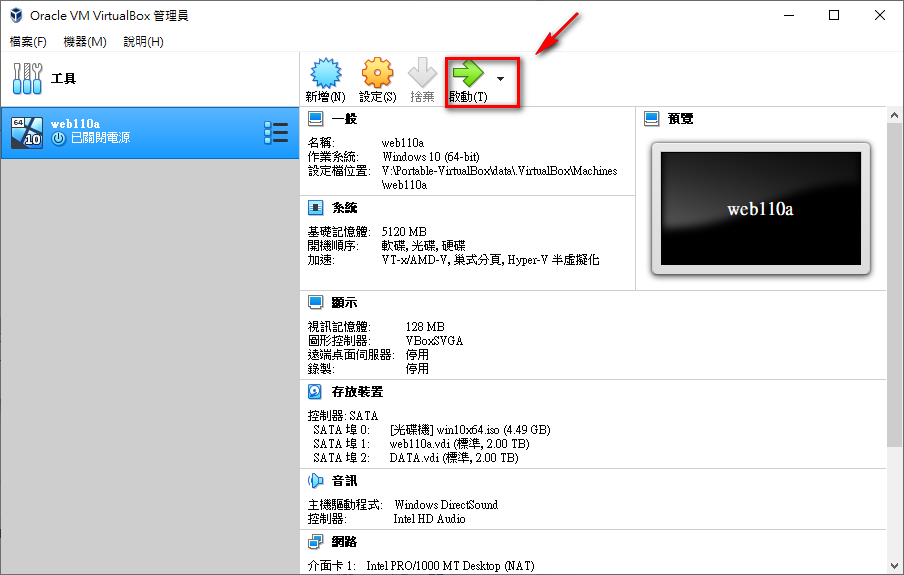 Oracle VM VirtualBox 管理員
檔案(F) 機器(M) 說明(H)
工具
新增(N) 設定(S) 捨棄 啟動(T)
64
10
web110a
已關閉電源
一般
名稱: web110a
作業系統: Windows 10 (64-bit)
設定檔位置: V:\Portable-VirtualBox\data\.VirtualBox\Machines
\web110a
預覽
web110a
系統
基礎記憶體: 5120 MB
開機順序: 軟碟, 光碟, 硬碟
加速: VT-x/AMD-V, 巢式分頁, Hyper-V 半虛擬化
顯示
視訊記憶體: 128 MB
圖形控制器: VBoxSVGA
遠端桌面伺服器: 停用
錄製: 停用
存放裝置
控制器: SATA
SATA 埠 0: [光碟機] win10x64.iso (4.49 GB)
SATA 埠 1: web110a.vdi (標準, 2.00 TB)
SATA 埠 2: DATA.vdi (標準, 2.00 TB)
音訊
主機驅動程式: Windows DirectSound
控制器: Intel HD Audio
網路
介面卡 1: Intel PRO/1000 MT Desktop (NAT)